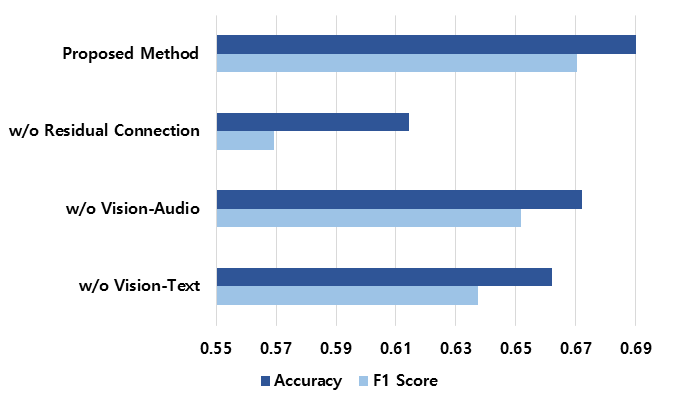 Proposed Method
w/o Residual Connection
w/o Vision-Audio
w/o Vision-Text
0.55 0.57 0.59 0.61 0.63 0.65 0.67 0.69
Accuracy F1 Score